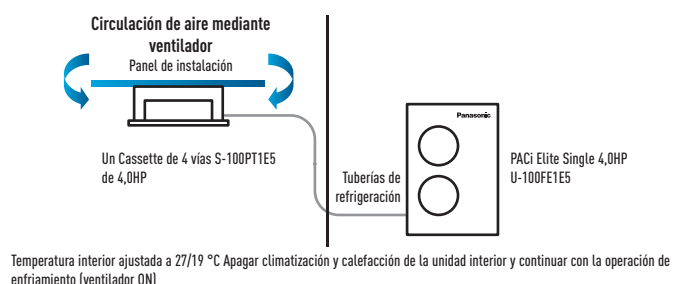 Circulación de aire mediante
ventilador
Panel de instalación
Panasonic
Un Cassette de 4 vías S-100PT1E5
de 4,0HP
Tuberías de
refrigeración
PACi Elite Single 4,0HP
U-100FE1E5
Temperatura interior ajustada a 27/19 °C Apagar climatización y calefacción de la unidad interior y continuar con la operación de
enfriamiento (ventilador ON)